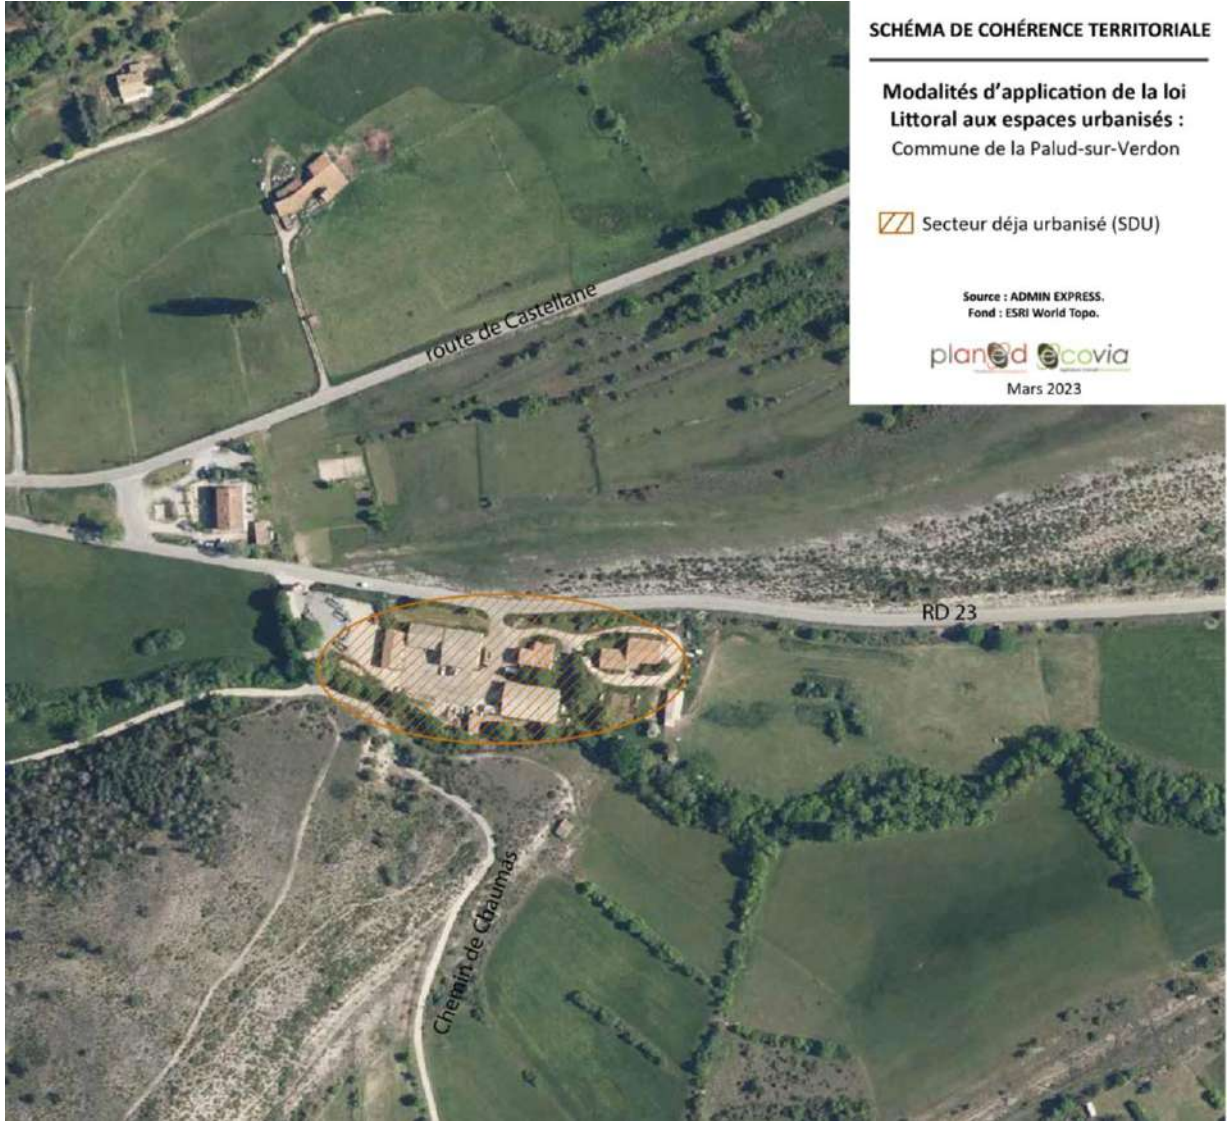 SCHÉMA DE COHÉRENCE TERRITORIALE
Modalités d'application de la loi
Littoral aux espaces urbanisés :
Commune de la Palud-sur-Verdon
Secteur déja urbanisé (SDU)
Source : ADMIN EXPRESS.
Fond : ESRI World Topo.
planed ecovia
Mars 2023
route de Castellane
RD 23
Chemin de Chaumas